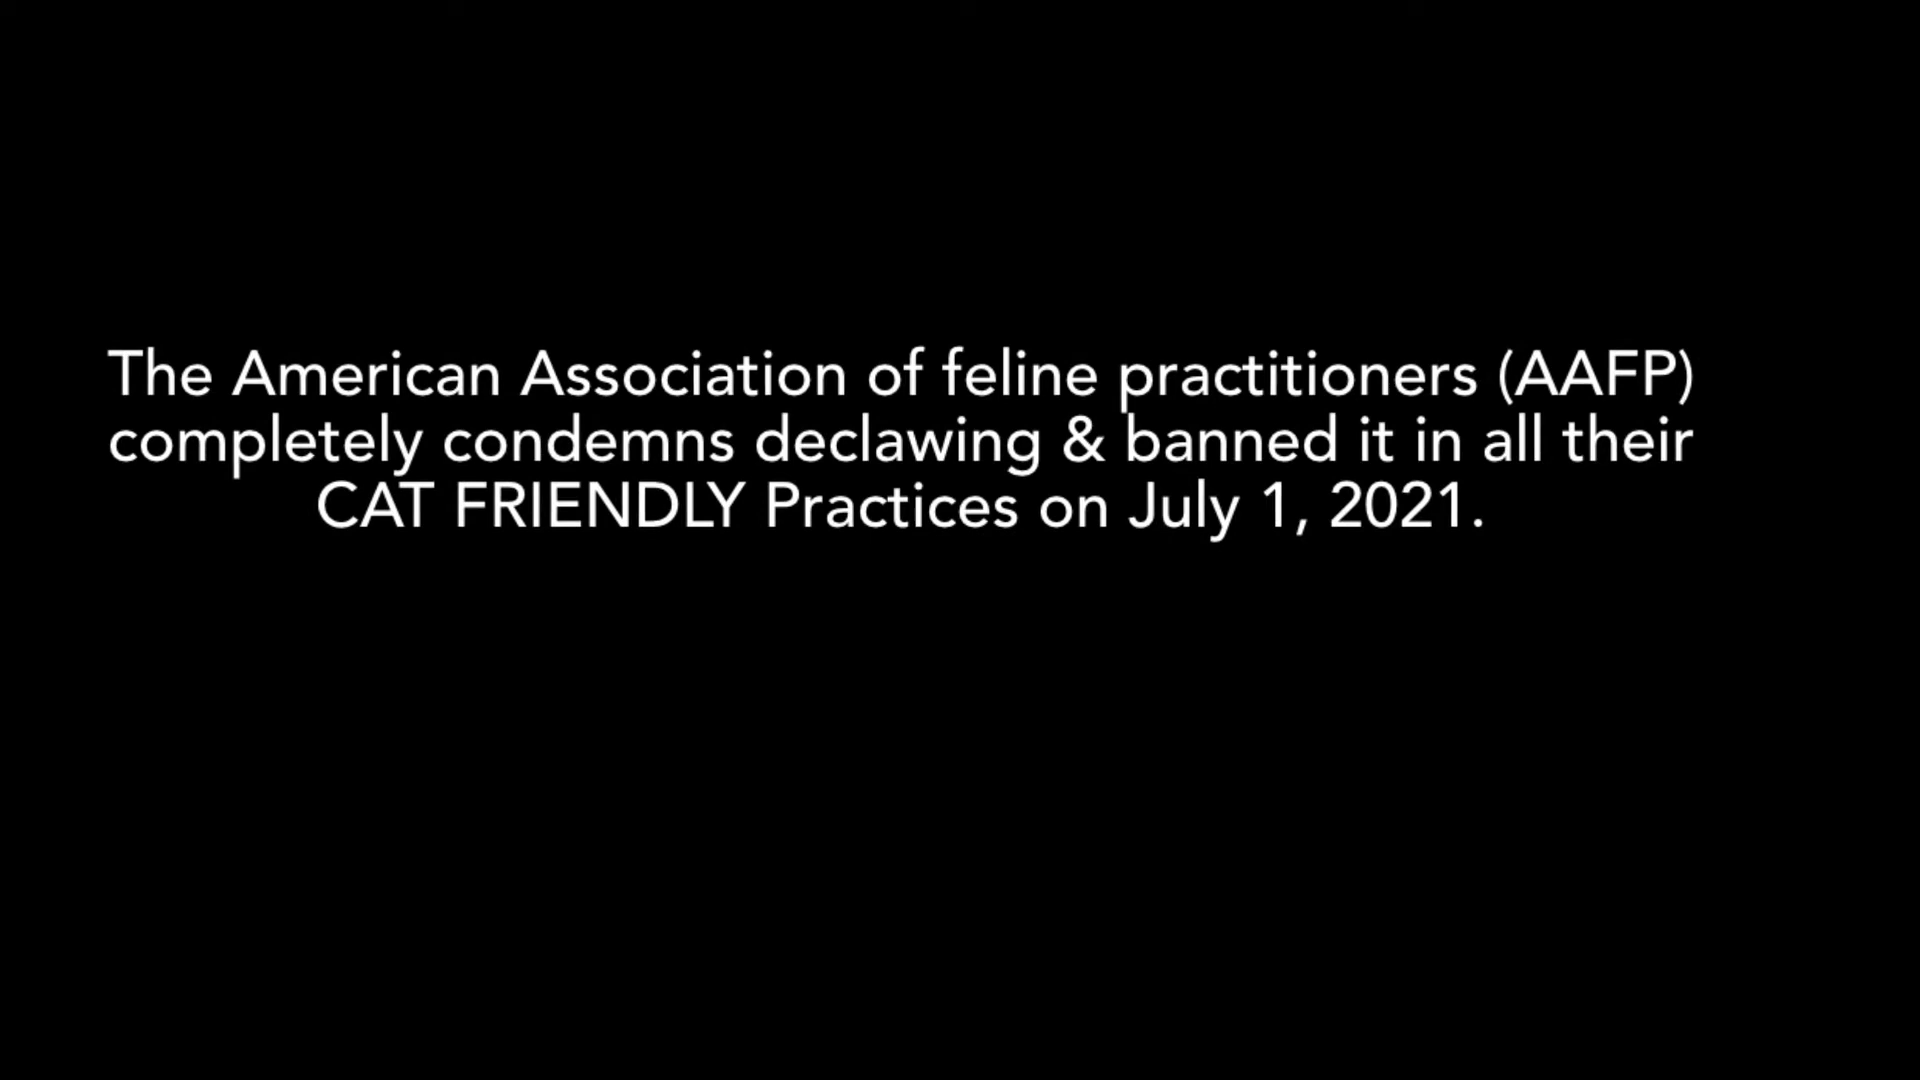 The American Association of feline practitioners (AAFP)
completely condemns declawing & banned it in all their
CAT FRIENDLY Practices on July 1, 2021.